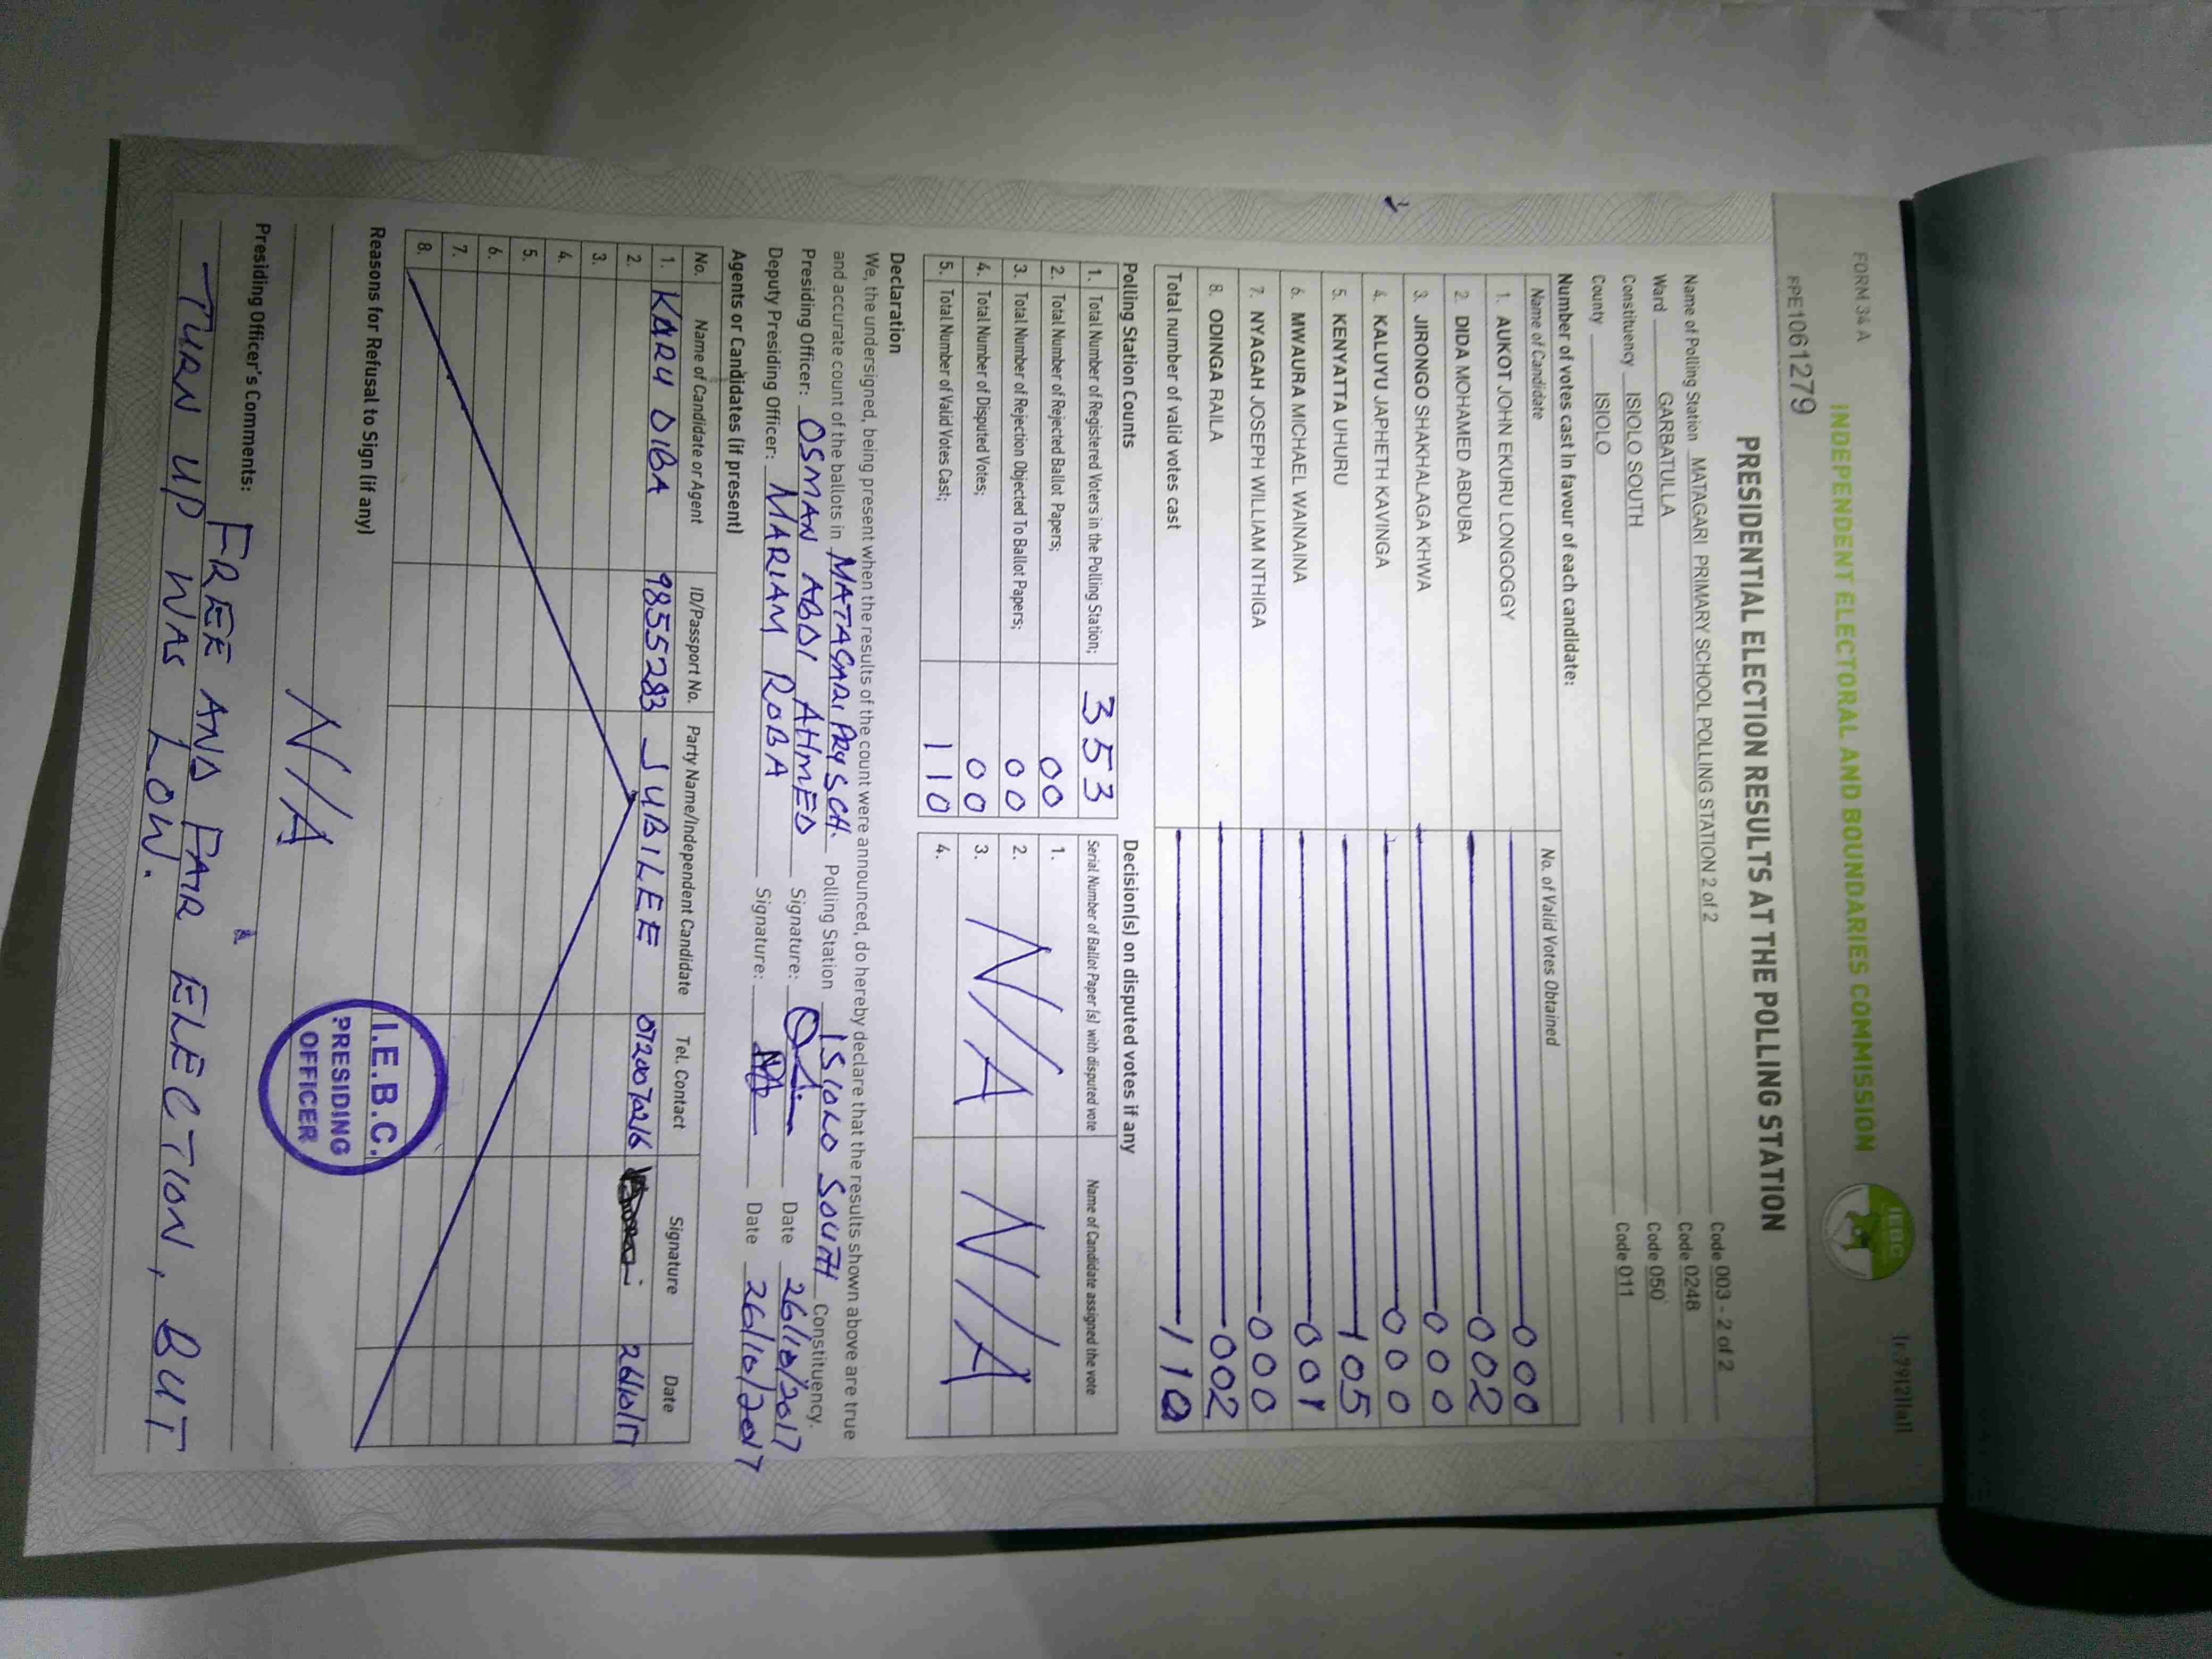 FORM 34 A
INDEPENDENT ELECTORAL AND BOUNDARIES COMMISSION
IEBC
FPE1061279
PRESIDENTIAL ELECTION RESULTS AT THE POLLING STATION
Name of Polling Station MATAGARI PRIMARY SCHOOL POLLING STATION 2 of 2 Code 003 - 2 of 2
Ward GARBATULLA Code 0248
Constituency ISIOLO SOUTH Code 050
County ISIOLO Code 011
Number of votes cast in favour of each candidate:
Name of Candidate No. of Valid Votes Obtained
1. AUKOT JOHN EKURU LONGOGGY 000
2. DIDA MOHAMED ABDUBA 002
3. JIRONGO SHAKHALAGA KHWA 000
4. KALUYU JAPHETH KAVINGA 000
5. KENYATTA UHURU 105
6. MWAURA MICHAEL WAINAINA 001
7. NYAGAH JOSEPH WILLIAM NTHIGA 000
8. ODINGA RAILA 002
Total number of valid votes cast 110
Polling Station Counts Decision(s) on disputed votes if any
1. Total Number of Registered Voters in the Polling Station; 353 Serial Number of Ballot Paper (s) with disputed vote Name of Candidate assigned the vote
2. Total Number of Rejected Ballot Papers; 00 1.
3. Total Number of Rejection Objected To Ballot Papers; 00 2. N/A N/A
4. Total Number of Disputed Votes; 00 3.
5. Total Number of Valid Votes Cast; 110 4.
Declaration
We, the undersigned, being present when the results of the count were announced, do hereby declare that the results shown above are true
and accurate count of the ballots in MATAGARI PRY SCH. Polling Station ISIOLO SOUTH Constituency.
Presiding Officer: OSMAN ABDI AHMED Signature: Date 26/10/2017
Deputy Presiding Officer: MARIAM ROBA Signature: Date 26/10/2017
Agents or Candidates (if present)
No. Name of Candidate or Agent ID/Passport No. Party Name/Independent Candidate Tel. Contact Signature Date
1. KARU DIBA 9855283 JUBILEE 26/10/17
2.
3.
4.
5.
6.
7.
8.
Reasons for Refusal to Sign (if any)
N/A
I.E.B.C.
PRESIDING
OFFICER
Presiding Officer's Comments: FREE AND FAIR ELECTION, BUT
TURN UP WAS LOW.